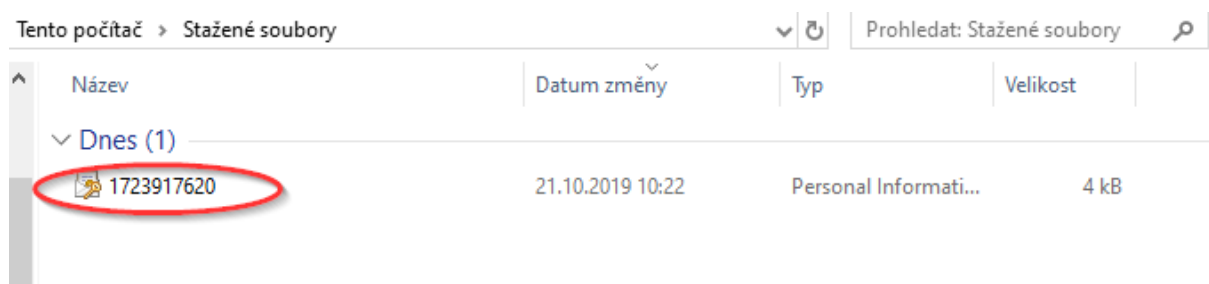 Tento počítač > Stažené soubory Prohledat: Stažené soubory
Název Datum změny Typ Velikost
Dnes (1)
1723917620 21.10.2019 10:22 Personal Informati... 4 kB